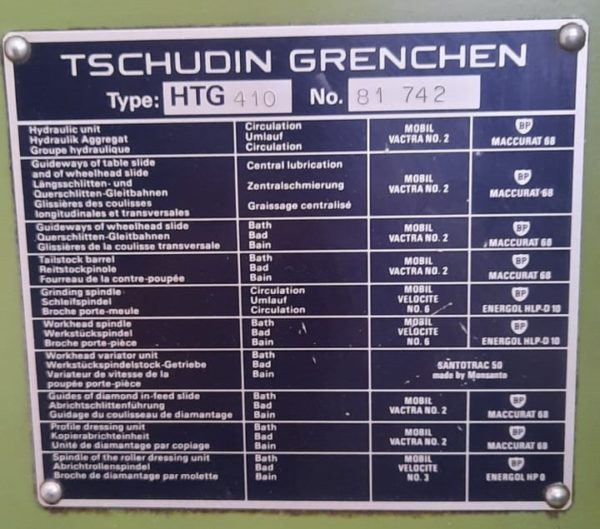 TSCHUDIN GRENCHEN
Type: HTG 410 No. 81 742
Hydraulic unit Circulation
Hydraulik Aggregat Umlauf MOBIL VACTRA NO. 2 BP MACCURAT 68
Groupe hydraulique Circulation
Guideways of table slide Central lubrication
and of wheelhead slide
Längsschlitten- und Zentralschmierung MOBIL VACTRA NO. 2 BP MACCURAT 68
Querschlitten-Gleitbahnen
Glissières des coulisses Graissage centralisé
longitudinales et transversales
Guideways of wheelhead slide Bath
Querschlitten-Gleitbahnen Bad MOBIL VACTRA NO. 2 BP MACCURAT 68
Glissières de la coulisse transversale Bain
Tailstock barrel Bath
Reitstockpinole Bad MOBIL VACTRA NO. 2 BP MACCURAT 68
Fourreau de la contre-poupée Bain
Grinding spindle Circulation MOBIL
Schleifspindel Umlauf VELOCITE BP
Broche porte-meule Circulation NO. 6 ENERGOL HLP-D 10
Workhead spindle Bath MOBIL
Werkstückspindel Bad VELOCITE BP
Broche porte-pièce Bain NO. 6 ENERGOL HLP-D 10
Workhead variator unit Bath
Werkstückspindelstock-Getriebe Bad SANTOTRAC 50
Variateur de vitesse de la Bain made by Monsanto
poupée porte-pièce
Guides of diamond in-feed slide Bath
Abrichtschlittenführung Bad MOBIL VACTRA NO. 2 BP MACCURAT 68
Guidage du coulisseau de diamantage Bain
Profile dressing unit Bath
Kopierabrichteinheit Bad MOBIL VACTRA NO. 2 BP MACCURAT 68
Unité de diamantage par copiage Bain
Spindle of the roller dressing unit Bath MOBIL
Abrichtrollenspindel Bad VELOCITE BP
Broche de diamantage par molette Bain NO. 3 ENERGOL HP 0